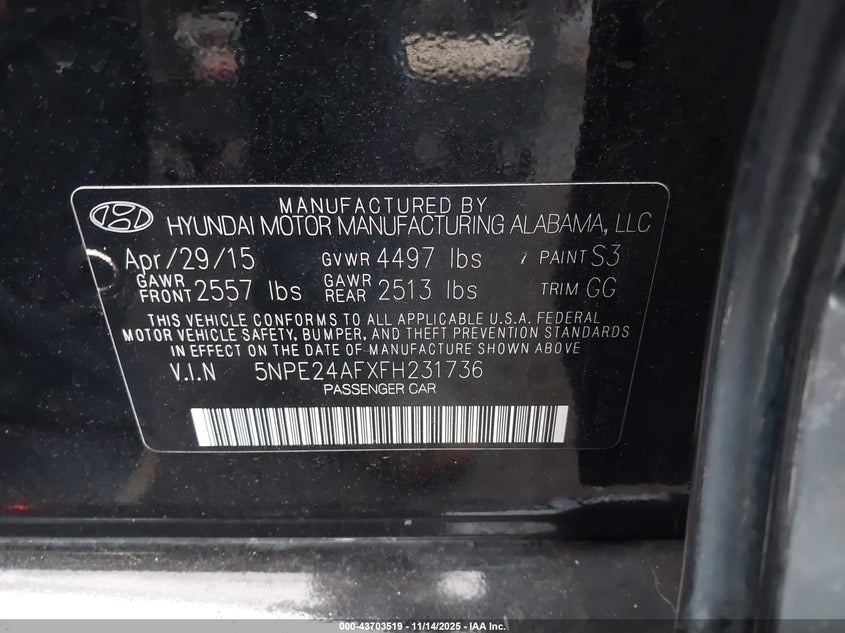 MANUFACTURED BY
HYUNDAI MOTOR MANUFACTURING ALABAMA, LLC
Apr/29/15 GVWR 4497 lbs / PAINT S3
GAWR FRONT 2557 lbs GAWR REAR 2513 lbs TRIM GG
THIS VEHICLE CONFORMS TO ALL APPLICABLE U.S.A. FEDERAL
MOTOR VEHICLE SAFETY, BUMPER, AND THEFT PREVENTION STANDARDS
IN EFFECT ON THE DATE OF MANUFACTURE SHOWN ABOVE
V.I.N 5NPE24AFXFH231736
PASSENGER CAR
000-43703519 - 11/14/2025 - IAA Inc.